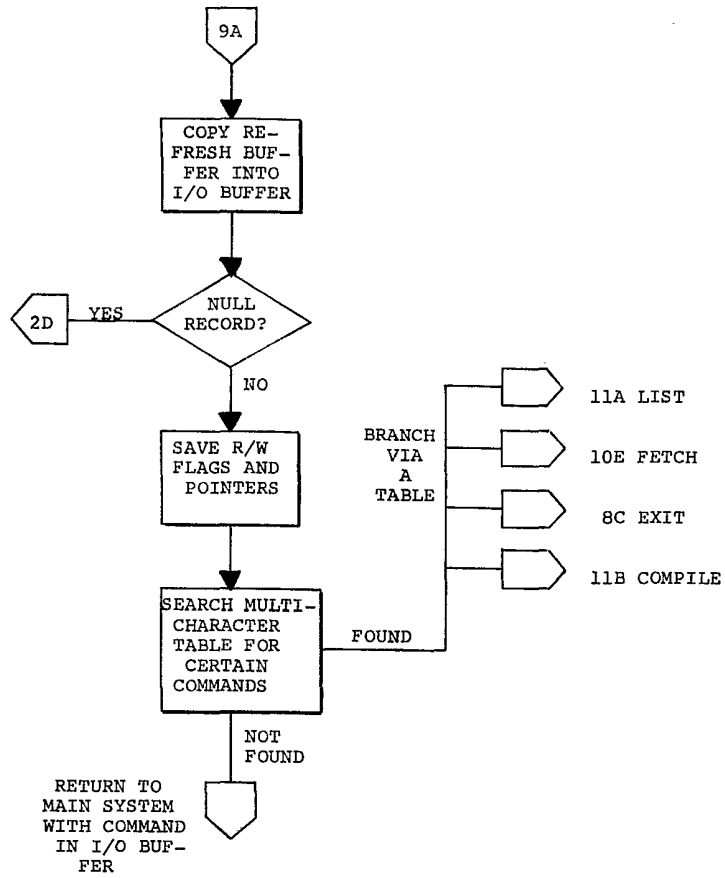 9A
COPY RE-
FRESH BUF-
FER INTO
I/O BUFFER
NULL
RECORD?
YES
2D
NO
SAVE R/W
FLAGS AND
POINTERS
SEARCH MULTI-
CHARACTER
TABLE FOR
CERTAIN
COMMANDS
FOUND
BRANCH
VIA
A
TABLE
11A LIST
10E FETCH
8C EXIT
11B COMPILE
NOT
FOUND
RETURN TO
MAIN SYSTEM
WITH COMMAND
IN I/O BUF-
FER